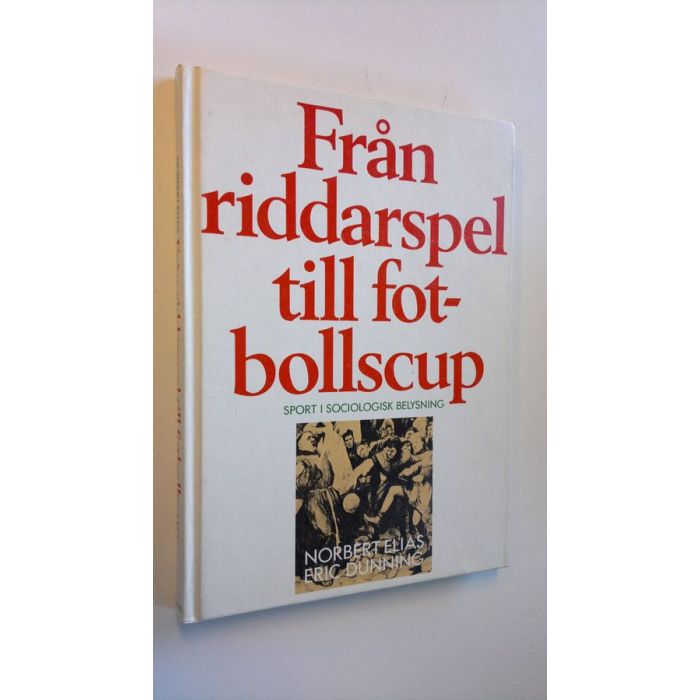 Från
riddarspel
till fot-
bollscup
SPORT I SOCIOLOGISK BELYSNING
NORBERT ELIAS
ERIC DUNNING